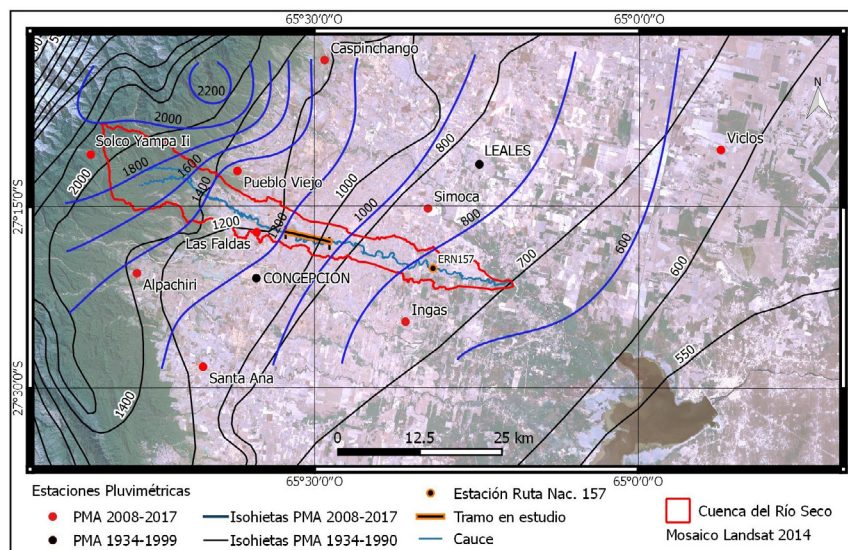 65°30'0"O 65°0'0"O
Caspinchango
N
2200
2000
800
LEALES
Viclos
Solco Yampa Ii
1800
1600
Pueblo Viejo
2000
1400
1000
27°15'0"S
Simoca
1200
1200
1000
800
Las Faldas
700
600
ERN157
600
Alpachiri
CONCEPCIÓN
Ingas
550
Santa Ana
1400
27°30'0"S
0 12.5 25 km
65°30'0"O 65°0'0"O
Estaciones Pluvimétricas
PMA 2008-2017
PMA 1934-1999
Isohietas PMA 2008-2017
Isohietas PMA 1934-1990
Estación Ruta Nac. 157
Tramo en estudio
Cauce
Cuenca del Río Seco
Mosaico Landsat 2014